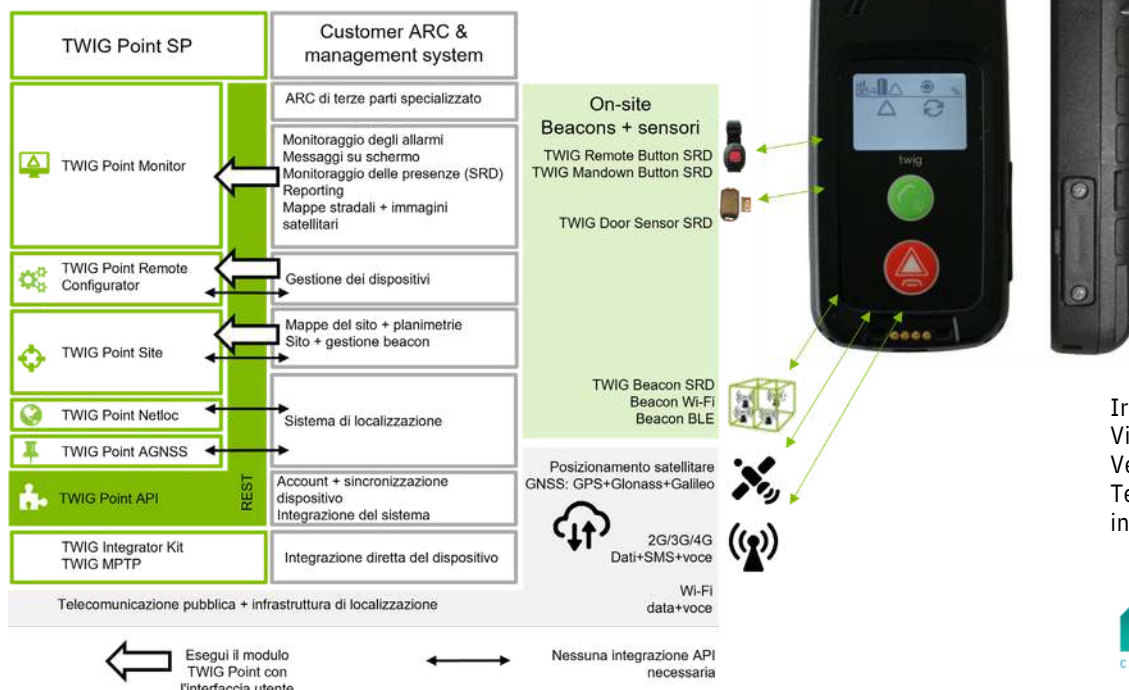 TWIG Point SP
Customer ARC &
management system
ARC di terze parti specializzato
TWIG Point Monitor
Monitoraggio degli allarmi
Messaggi su schermo
Monitoraggio delle presenze (SRD)
Reporting
Mappe stradali + immagini
satellitari
TWIG Point Remote
Configurator
Gestione dei dispositivi
TWIG Point Site
Mappe del sito + planimetrie
Sito + gestione beacon
TWIG Point Netloc
TWIG Point AGNSS
Sistema di localizzazione
TWIG Point API
REST
Account + sincronizzazione
dispositivo
Integrazione del sistema
TWIG Integrator Kit
TWIG MPTP
Integrazione diretta del dispositivo
Telecomunicazione pubblica + infrastruttura di localizzazione
On-site
Beacons + sensori
TWIG Remote Button SRD
TWIG Mandown Button SRD
TWIG Door Sensor SRD
TWIG Beacon SRD
Beacon Wi-Fi
Beacon BLE
Posizionamento satellitare
GNSS: GPS+Glonass+Galileo
2G/3G/4G
Dati+SMS+voce
Wi-Fi
data+voce
Esegui il modulo
TWIG Point con
l'interfaccia utente
Nessuna integrazione API
necessaria
twig